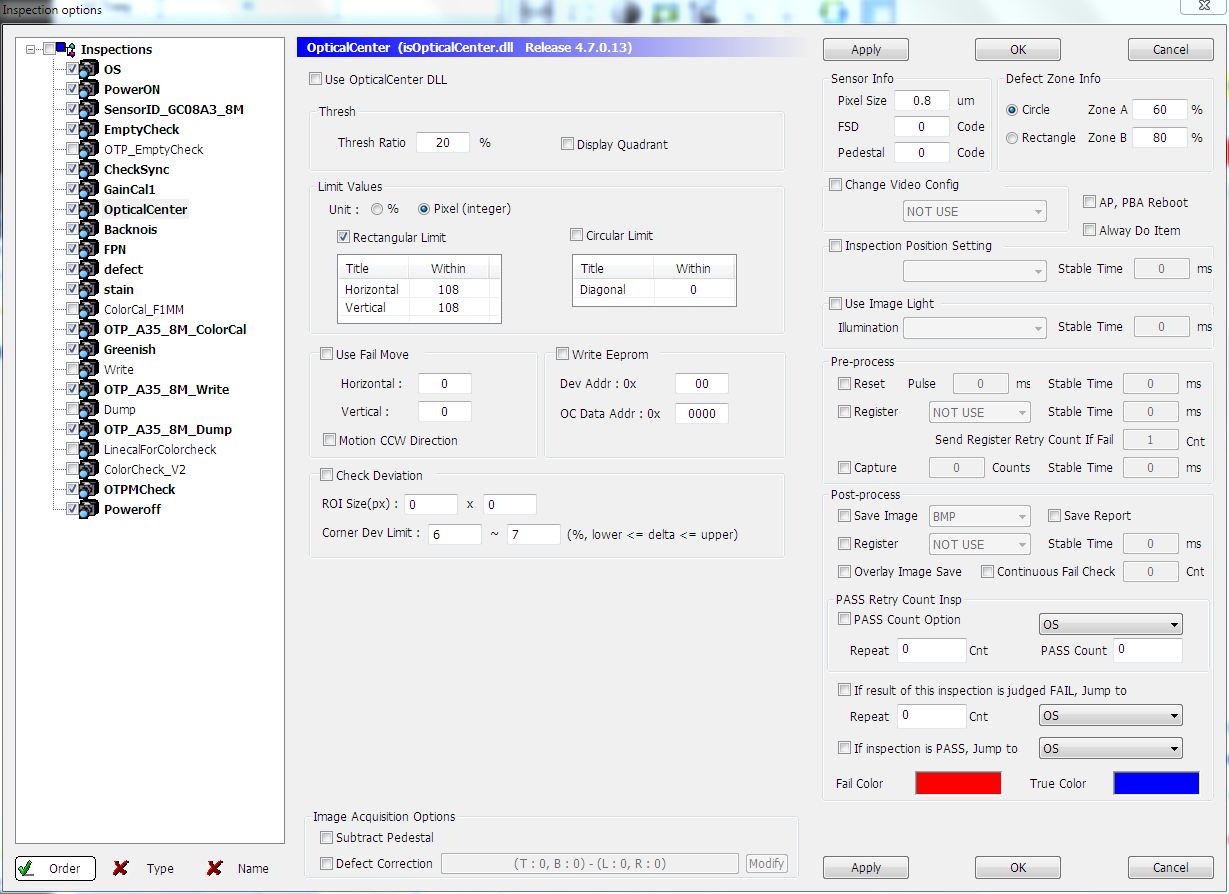 Inspection options
Inspections
OS
PowerON
SensorID_GC08A3_8M
EmptyCheck
OTP_EmptyCheck
CheckSync
GainCal1
OpticalCenter
Backnois
FPN
defect
stain
ColorCal_F1MM
OTP_A35_8M_ColorCal
Greenish
Write
OTP_A35_8M_Write
Dump
OTP_A35_8M_Dump
LinecalForColorcheck
ColorCheck_V2
OTPMCheck
Poweroff
Order Type Name
OpticalCenter (isOpticalCenter.dll Release 4.7.0.13)
Use OpticalCenter DLL
Thresh
Thresh Ratio 20 % Display Quadrant
Limit Values
Unit : % Pixel (integer)
Rectangular Limit Circular Limit
Title Within Title Within
Horizontal 108 Diagonal 0
Vertical 108
Use Fail Move Write Eeprom
Horizontal : 0 Dev Addr : 0x 00
Vertical : 0 OC Data Addr : 0x 0000
Motion CCW Direction
Check Deviation
ROI Size(px) : 0 x 0
Corner Dev Limit : 6 ~ 7 (%, lower <= delta <= upper)
Image Acquisition Options
Subtract Pedestal
Defect Correction (T : 0, B : 0) - (L : 0, R : 0) Modify
Apply OK Cancel
Sensor Info Defect Zone Info
Pixel Size 0.8 um Circle Zone A 60 %
FSD 0 Code Rectangle Zone B 80 %
Pedestal 0 Code
Change Video Config
NOT USE AP, PBA Reboot
Alway Do Item
Inspection Position Setting
Stable Time 0 ms
Use Image Light
Illumination Stable Time 0 ms
Pre-process
Reset Pulse 0 ms Stable Time 0 ms
Register NOT USE Stable Time 0 ms
Send Register Retry Count If Fail 1 Cnt
Capture 0 Counts Stable Time 0 ms
Post-process
Save Image BMP Save Report
Register NOT USE Stable Time 0 ms
Overlay Image Save Continuous Fail Check 0 Cnt
PASS Retry Count Insp
PASS Count Option OS
Repeat 0 Cnt PASS Count 0
If result of this inspection is judged FAIL, Jump to
Repeat 0 Cnt OS
If inspection is PASS, Jump to OS
Fail Color True Color
Apply OK Cancel